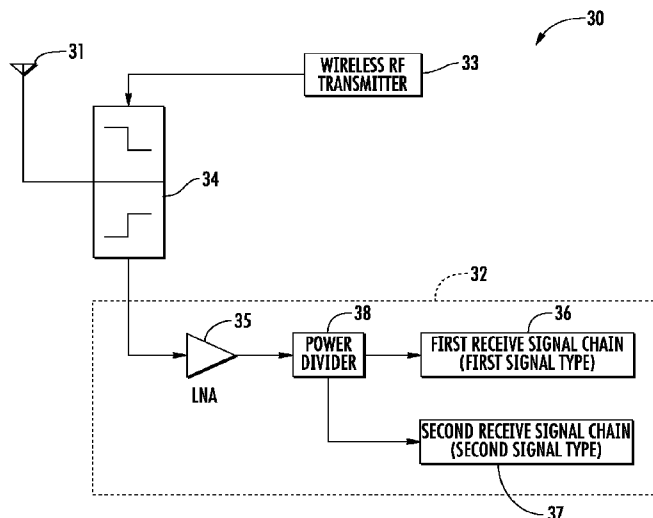 30
31
WIRELESS RF
TRANSMITTER
33
34
32
35
38
36
POWER
DIVIDER
FIRST RECEIVE SIGNAL CHAIN
(FIRST SIGNAL TYPE)
LNA
SECOND RECEIVE SIGNAL CHAIN
(SECOND SIGNAL TYPE)
37